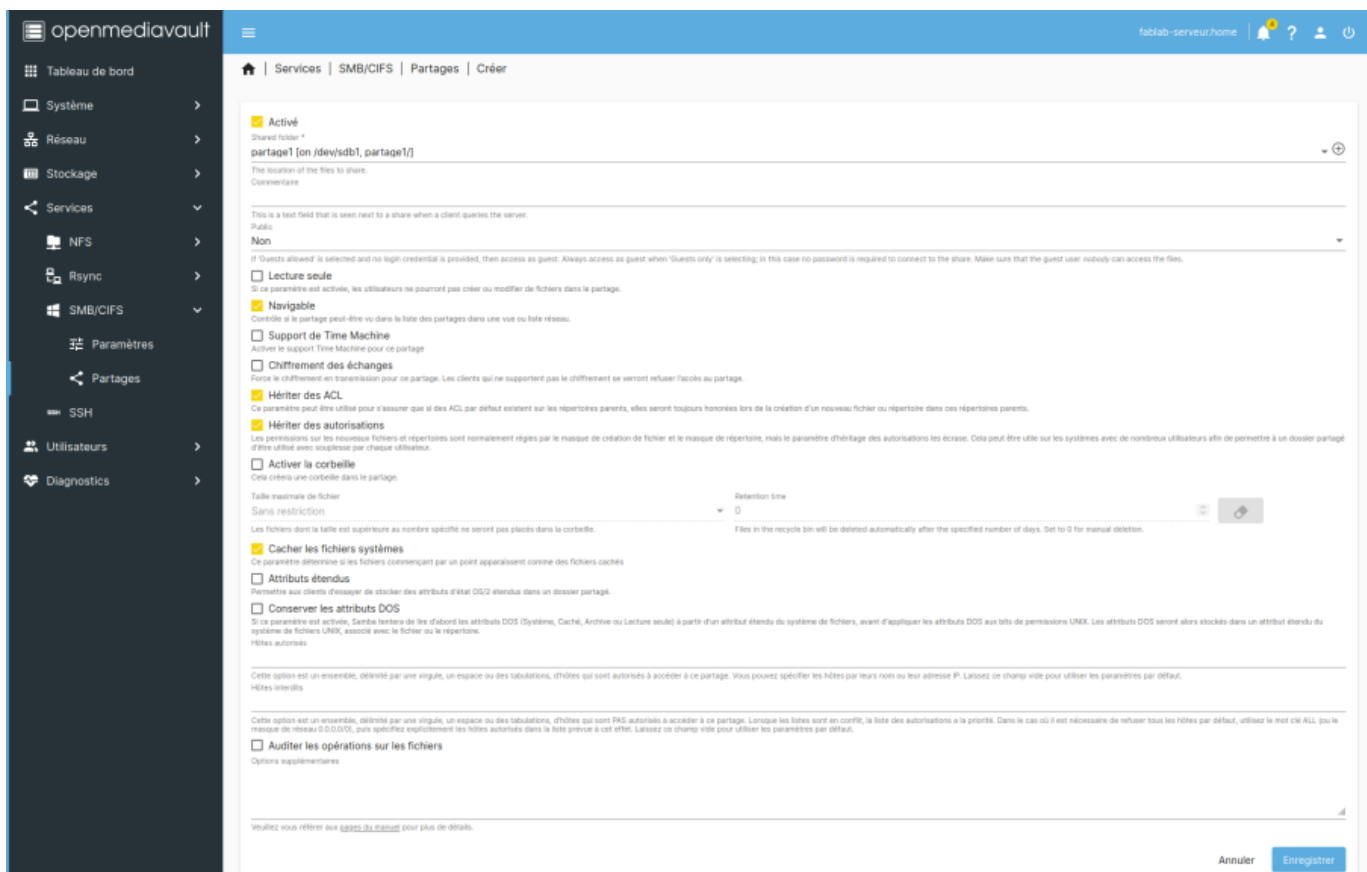 openmediavault
fablab-serveur.home
4
?
Tableau de bord
Système
Réseau
Stockage
Services
NFS
Rsync
SMB/CIFS
Paramètres
Partages
SSH
Utilisateurs
Diagnostics
| Services | SMB/CIFS | Partages | Créer
Activé
Shared folder *
partage1 [on /dev/sdb1, partage1/]
The location of the files to share.
Commentaire
This is a text field that is seen next to a share when a client queries the server.
Public
Non
If 'Guests allowed' is selected and no login credential is provided, then access as guest. Always access as guest when 'Guests only' is selecting; in this case no password is required to connect to the share. Make sure that the guest user nobody can access the files.
Lecture seule
Si ce paramètre est activée, les utilisateurs ne pourront pas créer ou modifier de fichiers dans le partage.
Navigable
Contrôle si le partage peut-être vu dans la liste des partages dans une vue ou liste réseau.
Support de Time Machine
Activer le support Time Machine pour ce partage
Chiffrement des échanges
Force le chiffrement en transmission pour ce partage. Les clients qui ne supportent pas le chiffrement se verront refuser l'accès au partage.
Hériter des ACL
Ce paramètre peut être utilisé pour s'assurer que si des ACL par défaut existent sur les répertoires parents, elles seront toujours honorées lors de la création d'un nouveau fichier ou répertoire dans ces répertoires parents.
Hériter des autorisations
Les permissions sur les nouveaux fichiers et répertoires sont normalement régies par le masque de création de fichier et le masque de répertoire, mais le paramètre d'héritage des autorisations les écrase. Cela peut être utile sur les systèmes avec de nombreux utilisateurs afin de permettre à un dossier partagé
d'être utilisé avec souplesse par chaque utilisateur.
Activer la corbeille
Cela créera une corbeille dans le partage.
Taille maximale de fichier
Sans restriction
Les fichiers dont la taille est supérieure au nombre spécifié ne seront pas placés dans la corbeille.
Retention time
0
Files in the recycle bin will be deleted automatically after the specified number of days. Set to 0 for manual deletion.
Cacher les fichiers systèmes
Ce paramètre détermine si les fichiers commençant par un point apparaissent comme des fichiers cachés
Attributs étendus
Permettre aux clients d'essayer de stocker des attributs d'état OS/2 étendus dans un dossier partagé.
Conserver les attributs DOS
Si ce paramètre est activée, Samba tentera de lire d'abord les attributs DOS (Système, Caché, Archive ou Lecture seule) à partir d'un attribut étendu du système de fichiers, avant d'appliquer les attributs DOS aux bits de permissions UNIX. Les attributs DOS seront alors stockés dans un attribut étendu du
système de fichiers UNIX, associé avec le fichier ou le répertoire.
Hôtes autorisés
Cette option est un ensemble, délimité par une virgule, un espace ou des tabulations, d'hôtes qui sont autorisés à accéder à ce partage. Vous pouvez spécifier les hôtes par leurs nom ou leur adresse IP. Laissez ce champ vide pour utiliser les paramètres par défaut.
Hôtes interdits
Cette option est un ensemble, délimité par une virgule, un espace ou des tabulations, d'hôtes qui sont PAS autorisés à accéder à ce partage. Lorsque les listes sont en conflit, la liste des autorisations a la priorité. Dans le cas où il est nécessaire de refuser tous les hôtes par défaut, utilisez le mot clé ALL (ou le
masque de réseau 0.0.0.0/0), puis spécifiez explicitement les hôtes autorisés dans la liste prévue à cet effet. Laissez ce champ vide pour utiliser les paramètres par défaut.
Auditer les opérations sur les fichiers
Options supplémentaires
Veuillez vous référer aux pages du manuel pour plus de détails.
Annuler
Enregistrer